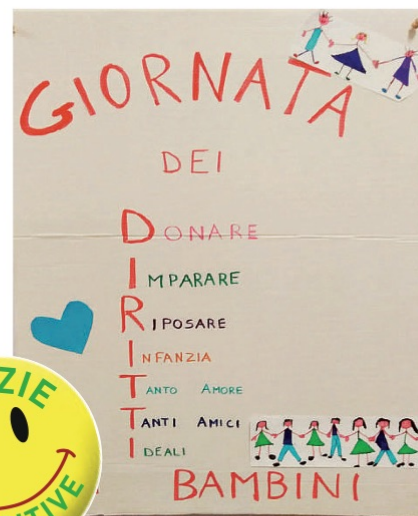 GIORNATA
DEI
DONARE
IMPARARE
RIPOSARE
INFANZIA
TANTO AMORE
TANTI AMICI
IDEALI
BAMBINI